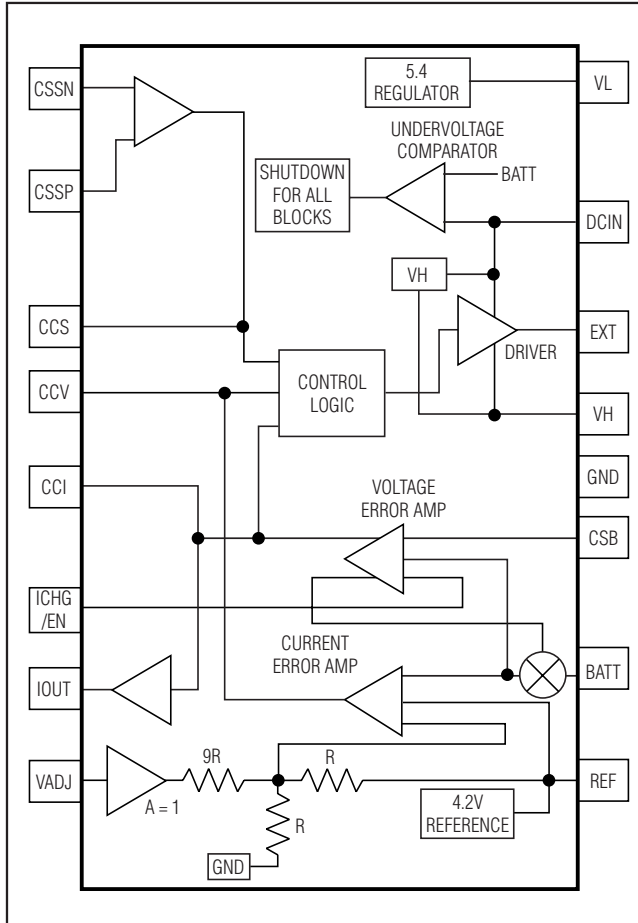 CSSN
CSSP
CCS
CCV
CCI
ICHG
/EN
IOUT
VADJ
5.4
REGULATOR
UNDERVOLTAGE
COMPARATOR
BATT
SHUTDOWN
FOR ALL
BLOCKS
VH
DRIVER
CONTROL
LOGIC
VOLTAGE
ERROR AMP
CURRENT
ERROR AMP
9R
R
A = 1
R
GND
4.2V
REFERENCE
VL
DCIN
EXT
VH
GND
CSB
BATT
REF